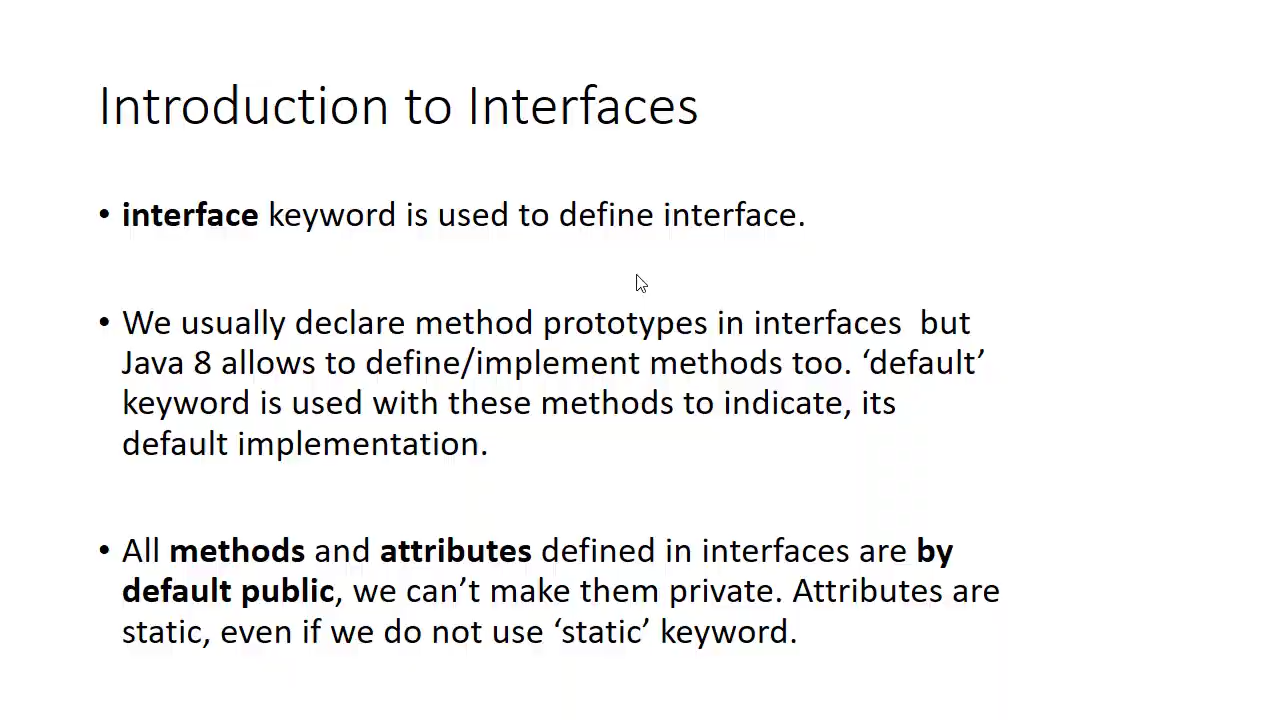 Introduction to Interfaces
• interface keyword is used to define interface.
• We usually declare method prototypes in interfaces  but
Java 8 allows to define/implement methods too. ‘default’
keyword is used with these methods to indicate, its
default implementation.
• All methods and attributes defined in interfaces are by
default public, we can’t make them private. Attributes are
static, even if we do not use ‘static’ keyword.